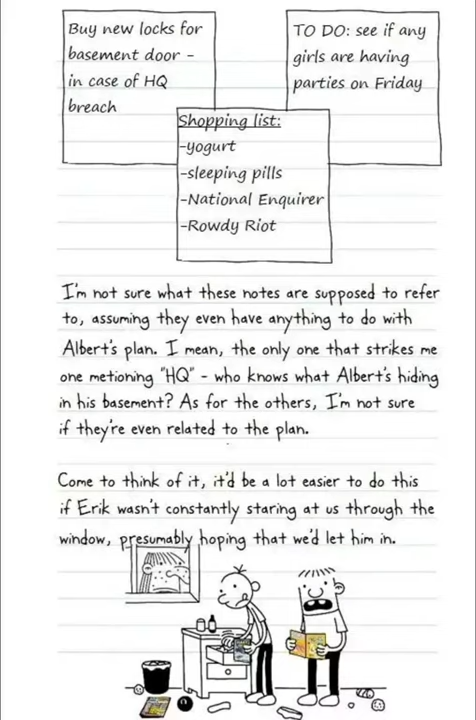 Buy new locks for
basement door -
in case of HQ
breach
TO DO: see if any
girls are having
parties on Friday
Shopping list:
-yogurt
-sleeping pills
-National Enquirer
-Rowdy Riot
I'm not sure what these notes are supposed to refer
to, assuming they even have anything to do with
Albert's plan. I mean, the only one that strikes me
one metioning "HQ" - who knows what Albert's hiding
in his basement? As for the others, I'm not sure
if they're even related to the plan.
Come to think of it, it'd be a lot easier to do this
if Erik wasn't constantly staring at us through the
window, presumably hoping that we'd let him in.